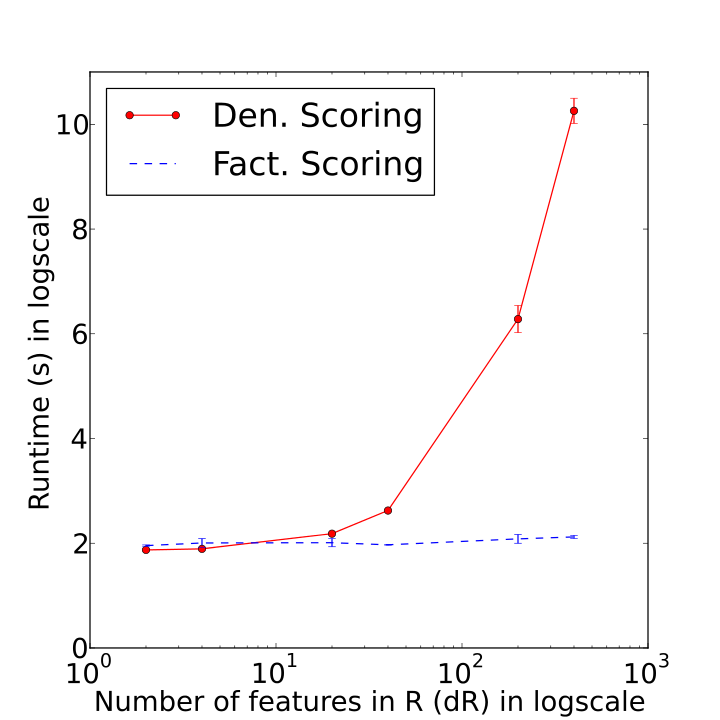 Den. Scoring
Fact. Scoring
10
8
6
4
2
0
Runtime (s) in logscale
10^0 10^1 10^2 10^3
Number of features in R (dR) in logscale